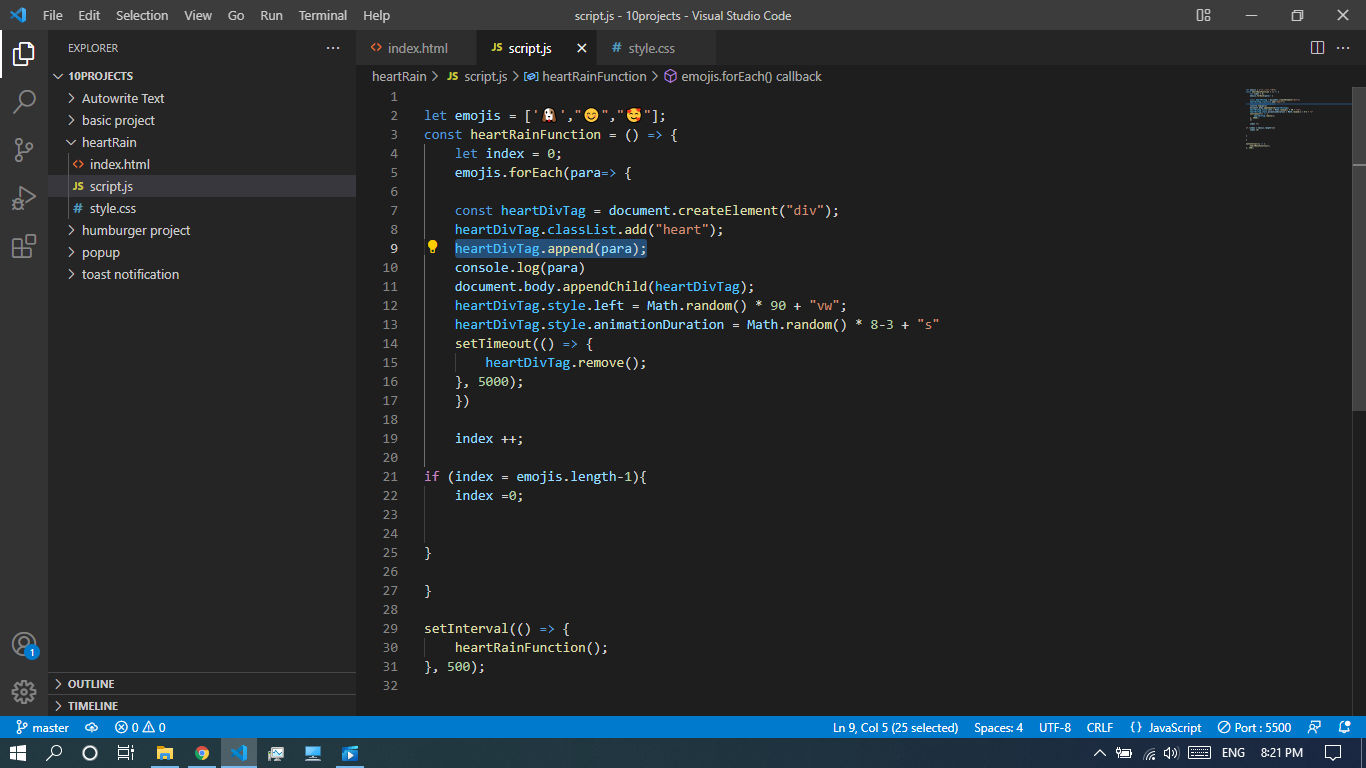 File Edit Selection View Go Run Terminal Help script.js - 10projects - Visual Studio Code
EXPLORER
10PROJECTS
Autowrite Text
basic project
heartRain
index.html
JS script.js
# style.css
humburger project
popup
toast notification
OUTLINE
TIMELINE
index.html JS script.js # style.css
heartRain > JS script.js > heartRainFunction > emojis.forEach() callback
1
2 let emojis = ['🐶',"😊","🥰"];
3 const heartRainFunction = () => {
4 let index = 0;
5 emojis.forEach(para=> {
6
7 const heartDivTag = document.createElement("div");
8 heartDivTag.classList.add("heart");
9 heartDivTag.append(para);
10 console.log(para)
11 document.body.appendChild(heartDivTag);
12 heartDivTag.style.left = Math.random() * 90 + "vw";
13 heartDivTag.style.animationDuration = Math.random() * 8-3 + "s"
14 setTimeout(() => {
15 heartDivTag.remove();
16 }, 5000);
17 })
18
19 index ++;
20
21 if (index = emojis.length-1){
22 index =0;
23
24
25 }
26
27 }
28
29 setInterval(() => {
30 heartRainFunction();
31 }, 500);
32
1
master 0 0 Ln 9, Col 5 (25 selected) Spaces: 4 UTF-8 CRLF {} JavaScript Port : 5500
ENG 8:21 PM